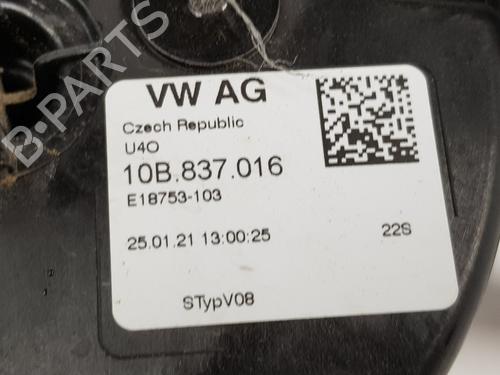 VW AG
Czech Republic
U4O
10B.837.016
E18753-103
25.01.21 13:00:25
22S
STypV08
B-PARTS